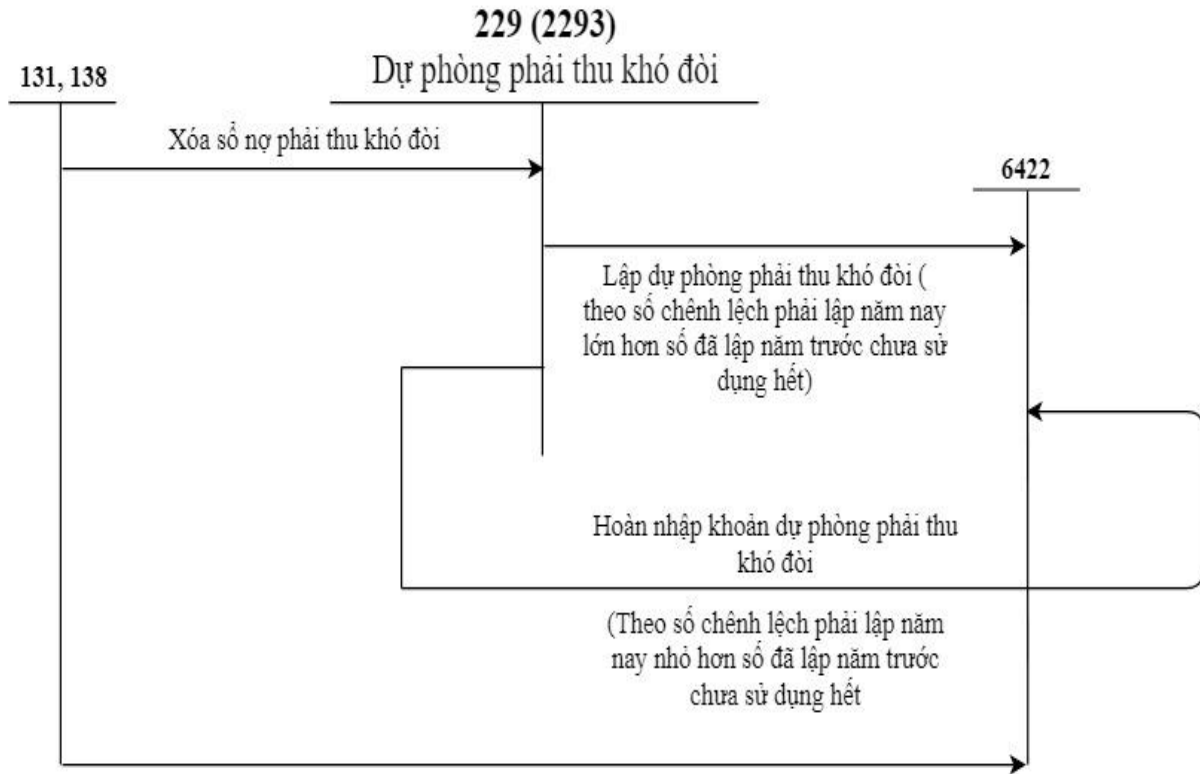 229 (2293)
Dự phòng phải thu khó đòi
131, 138
Xóa sổ nợ phải thu khó đòi
6422
Lập dự phòng phải thu khó đòi (
theo số chênh lệch phải lập năm nay
lớn hơn số đã lập năm trước chưa sử
dụng hết)
Hoàn nhập khoản dự phòng phải thu
khó đòi
(Theo số chênh lệch phải lập năm
nay nhỏ hơn số đã lập năm trước
chưa sử dụng hết